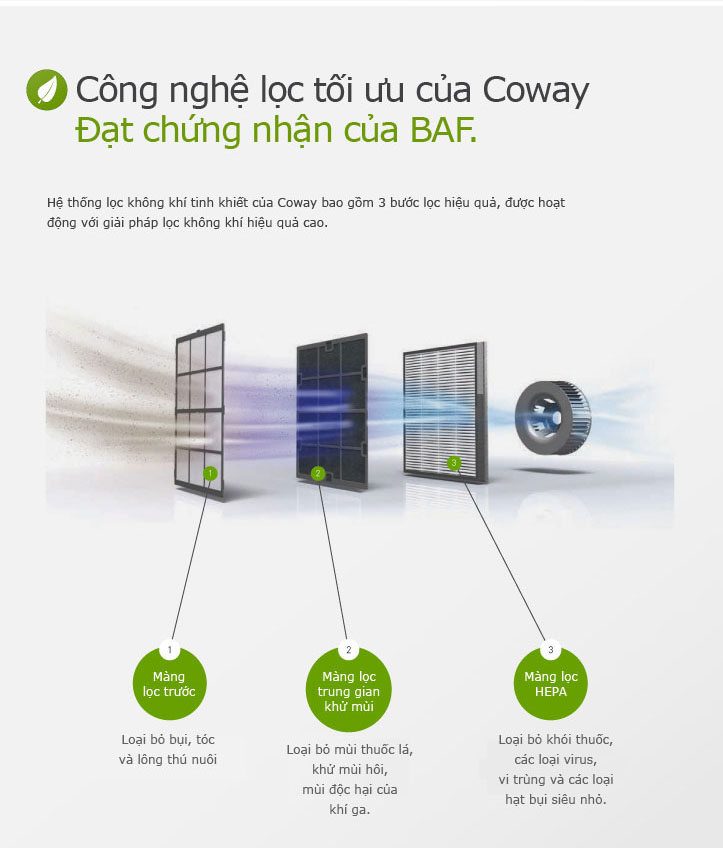 Công nghệ lọc tối ưu của Coway
Đạt chứng nhận của BAF.
Hệ thống lọc không khí tinh khiết của Coway bao gồm 3 bước lọc hiệu quả, được hoạt
động với giải pháp lọc không khí hiệu quả cao.
1
2
3
1
Màng
lọc trước
Loại bỏ bụi, tóc
và lông thú nuôi
2
Màng lọc
trung gian
khử mùi
Loại bỏ mùi thuốc lá,
khử mùi hôi,
mùi độc hại của
khí ga.
3
Màng lọc
HEPA
Loại bỏ khói thuốc,
các loại virus,
vi trùng và các loại
hạt bụi siêu nhỏ.